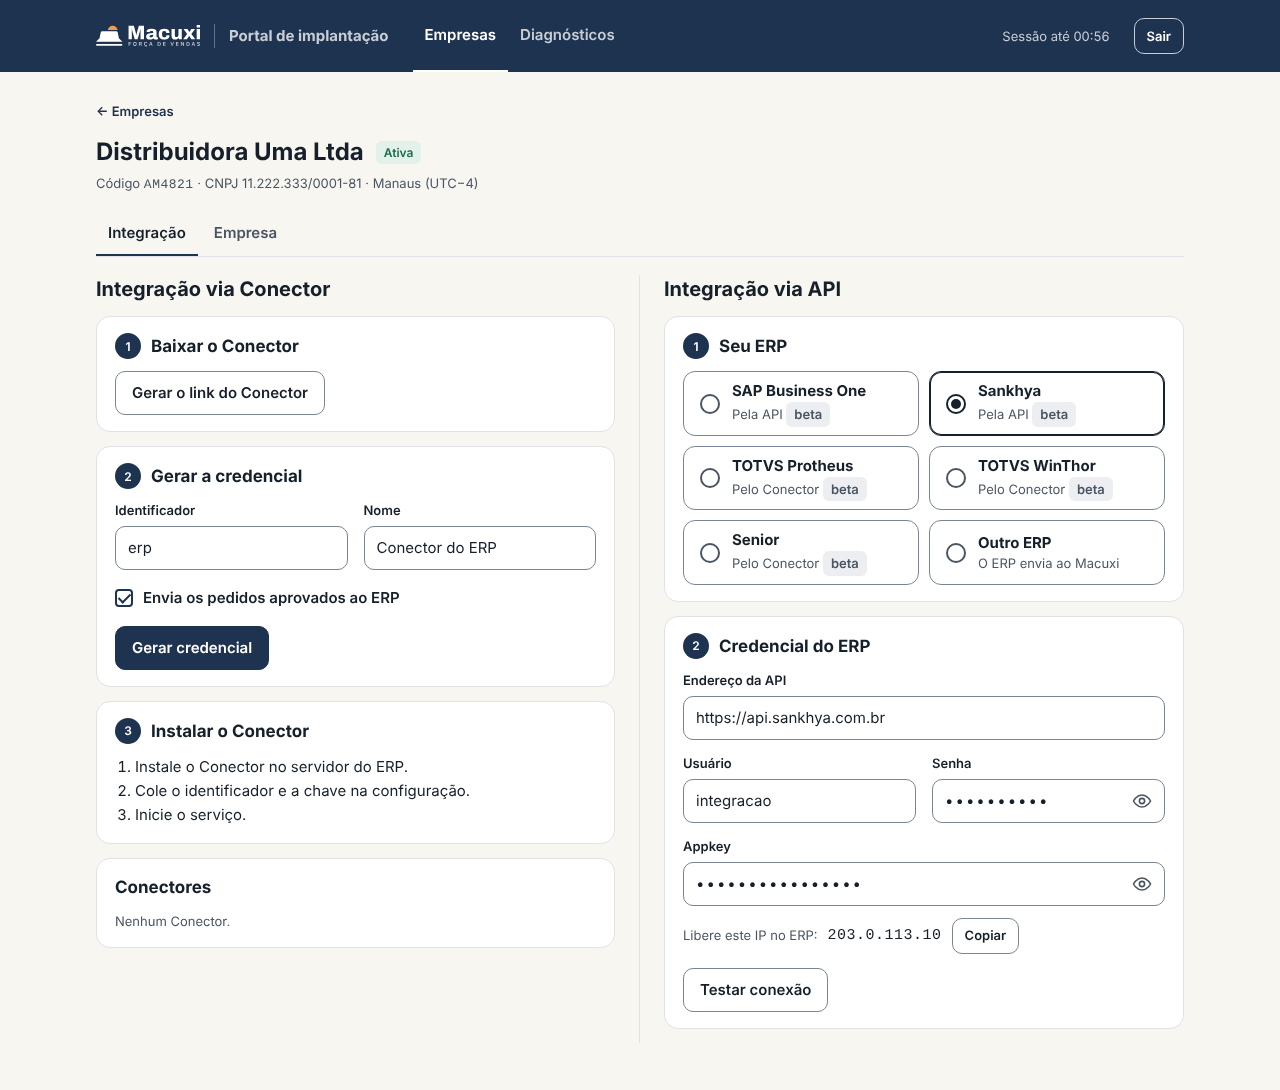 Macuxi
FORÇA DE VENDAS
Portal de implantação
Empresas
Diagnósticos
Sessão até 00:56
Sair
← Empresas
Distribuidora Uma Ltda
Ativa
Código AM4821 · CNPJ 11.222.333/0001-81 · Manaus (UTC−4)
Integração
Empresa
Integração via Conector
1 Baixar o Conector
Gerar o link do Conector
2 Gerar a credencial
Identificador
Nome
erp
Conector do ERP
Envia os pedidos aprovados ao ERP
Gerar credencial
3 Instalar o Conector
1. Instale o Conector no servidor do ERP.
2. Cole o identificador e a chave na configuração.
3. Inicie o serviço.
Conectores
Nenhum Conector.
Integração via API
1 Seu ERP
SAP Business One
Pela API beta
Sankhya
Pela API beta
TOTVS Protheus
Pelo Conector beta
TOTVS WinThor
Pelo Conector beta
Senior
Pelo Conector beta
Outro ERP
O ERP envia ao Macuxi
2 Credencial do ERP
Endereço da API
https://api.sankhya.com.br
Usuário
Senha
integracao
••••••••••
Appkey
••••••••••••••••
Libere este IP no ERP: 203.0.113.10 Copiar
Testar conexão